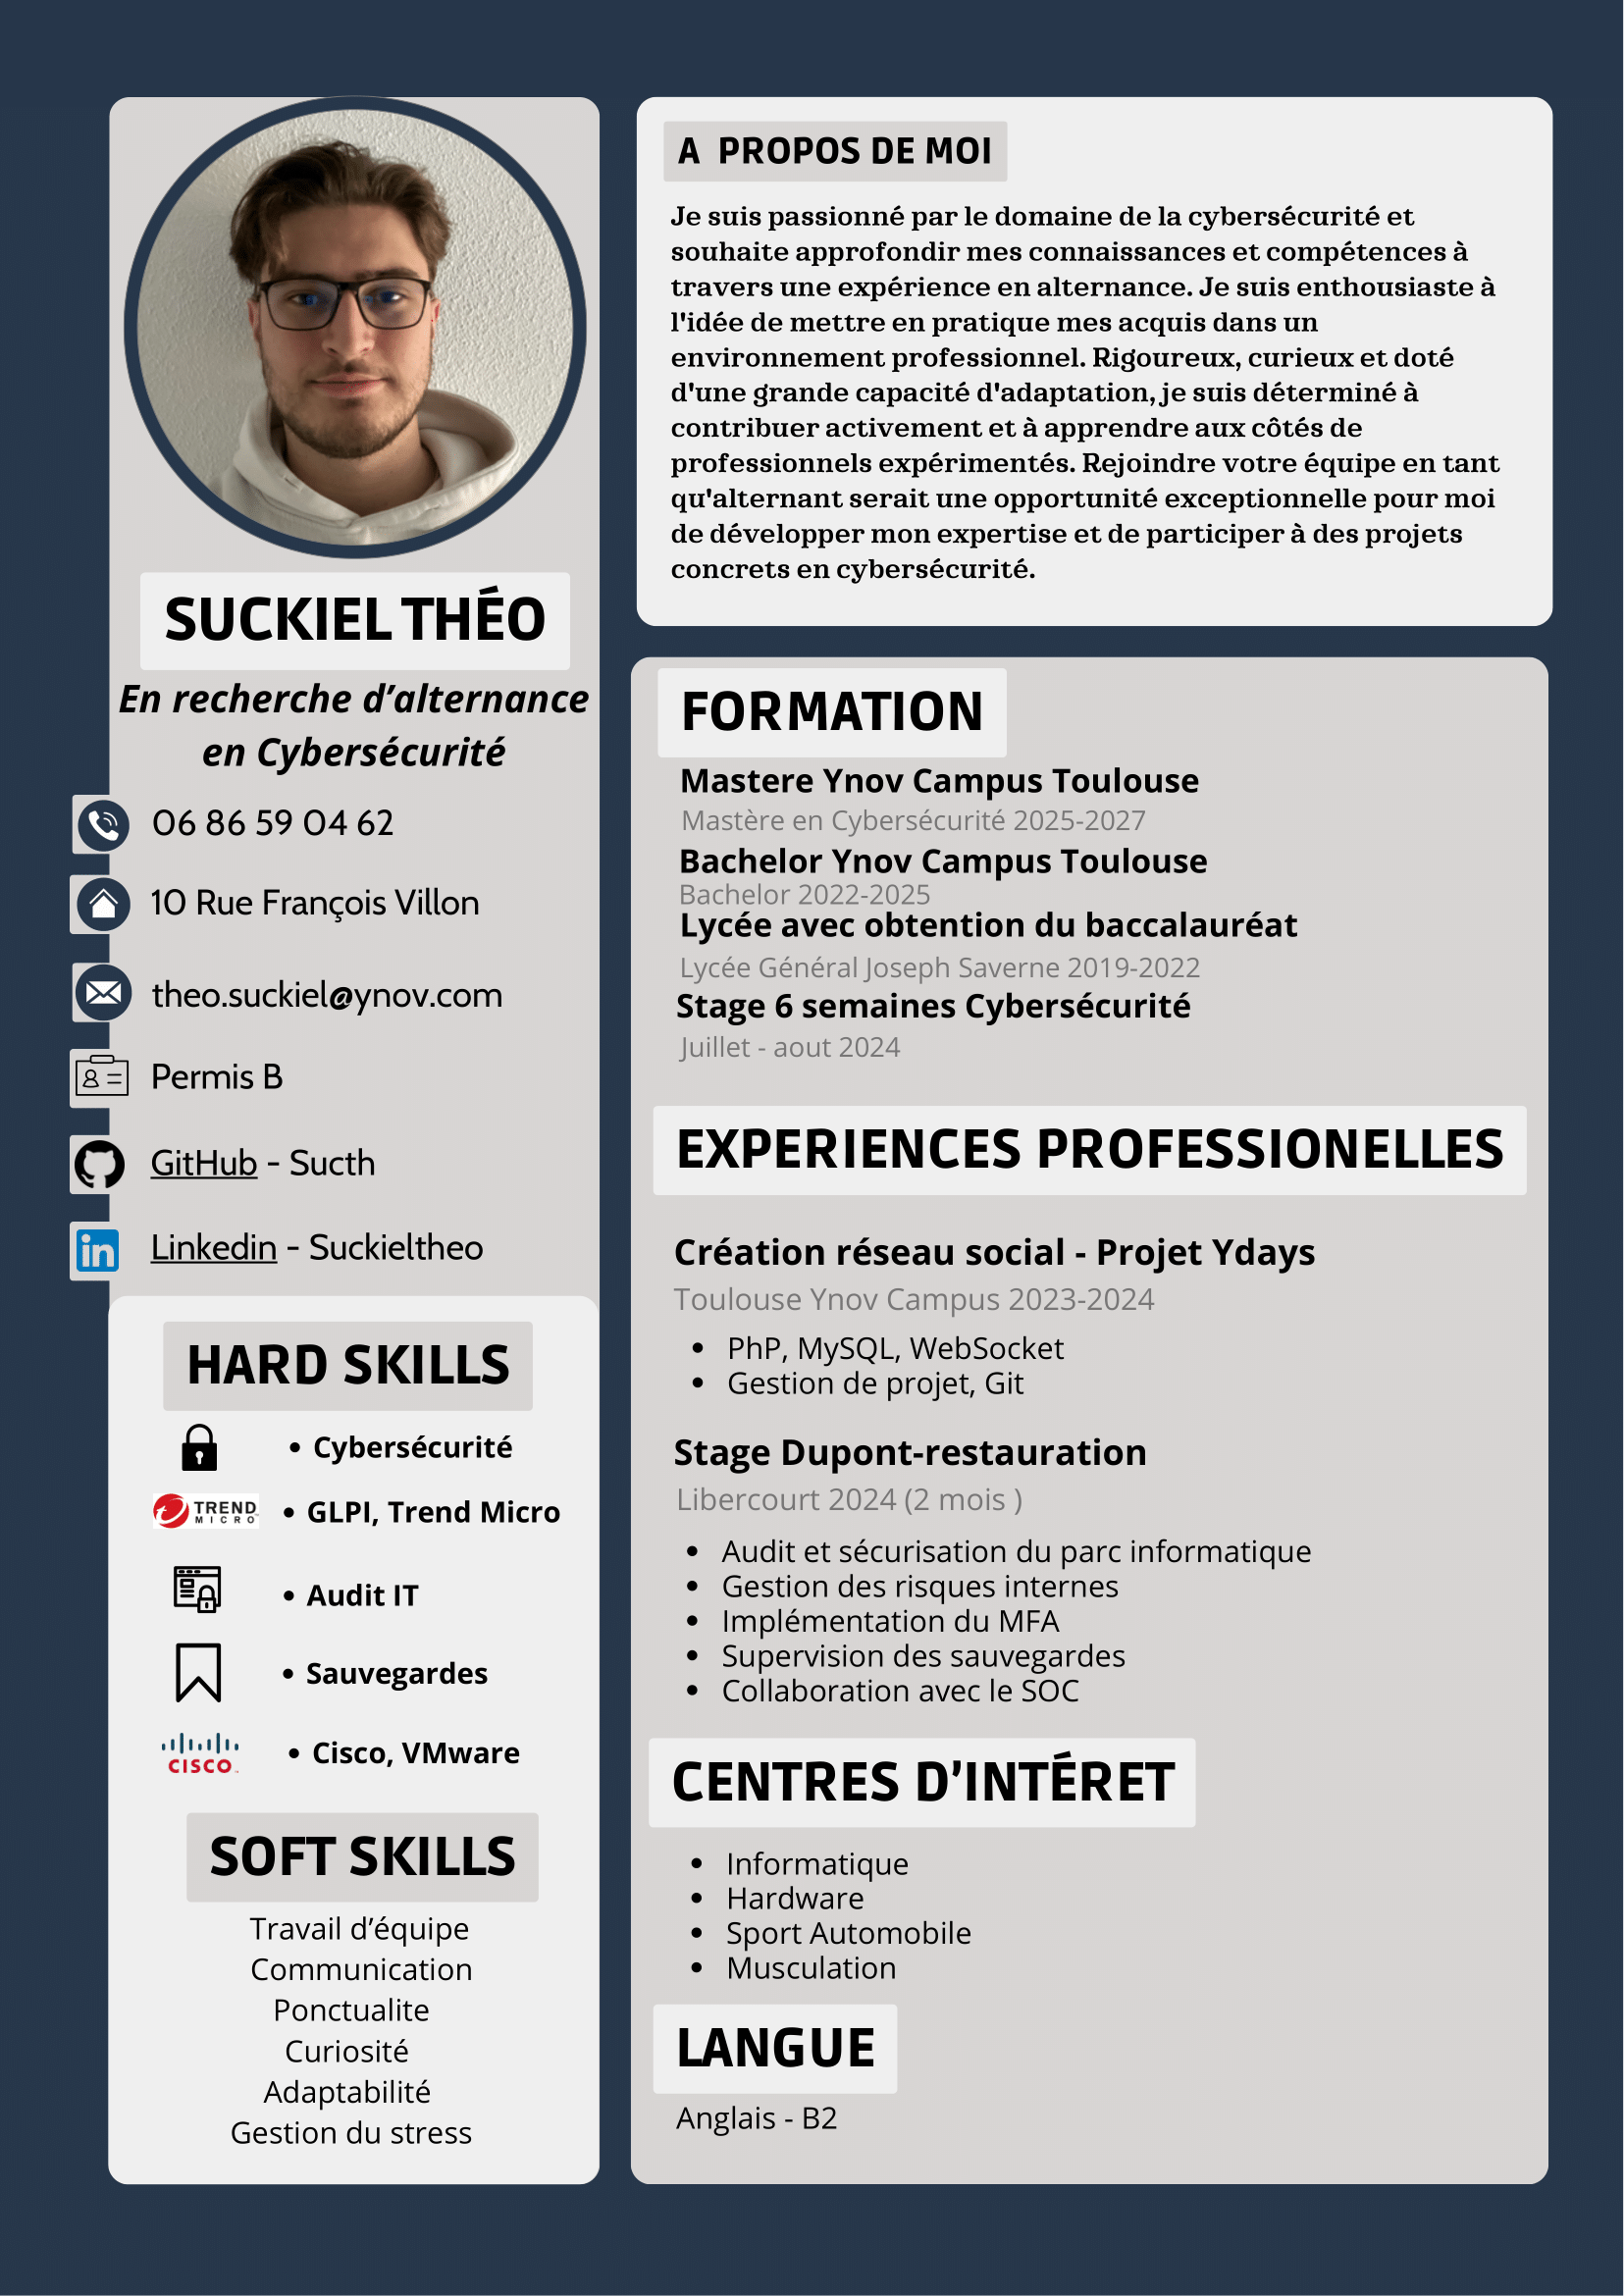 SUCKIEL THÉO
En recherche d’alternance
en Cybersécurité
06 86 59 04 62
10 Rue François Villon
theo.suckiel@ynov.com
Permis B
GitHub - Sucth
in Linkedin - Suckieltheo
HARD SKILLS
• Cybersécurité
TREND MICRO • GLPI, Trend Micro
• Audit IT
• Sauvegardes
CISCO • Cisco, VMware
SOFT SKILLS
Travail d’équipe
Communication
Ponctualite
Curiosité
Adaptabilité
Gestion du stress
A PROPOS DE MOI
Je suis passionné par le domaine de la cybersécurité et
souhaite approfondir mes connaissances et compétences à
travers une expérience en alternance. Je suis enthousiaste à
l'idée de mettre en pratique mes acquis dans un
environnement professionnel. Rigoureux, curieux et doté
d'une grande capacité d'adaptation, je suis déterminé à
contribuer activement et à apprendre aux côtés de
professionnels expérimentés. Rejoindre votre équipe en tant
qu'alternant serait une opportunité exceptionnelle pour moi
de développer mon expertise et de participer à des projets
concrets en cybersécurité.
FORMATION
Mastere Ynov Campus Toulouse
Mastère en Cybersécurité 2025-2027
Bachelor Ynov Campus Toulouse
Bachelor 2022-2025
Lycée avec obtention du baccalauréat
Lycée Général Joseph Saverne 2019-2022
Stage 6 semaines Cybersécurité
Juillet - aout 2024
EXPERIENCES PROFESSIONELLES
Création réseau social - Projet Ydays
Toulouse Ynov Campus 2023-2024
• PhP, MySQL, WebSocket
• Gestion de projet, Git
Stage Dupont-restauration
Libercourt 2024 (2 mois )
• Audit et sécurisation du parc informatique
• Gestion des risques internes
• Implémentation du MFA
• Supervision des sauvegardes
• Collaboration avec le SOC
CENTRES D’INTÉRET
• Informatique
• Hardware
• Sport Automobile
• Musculation
LANGUE
Anglais - B2